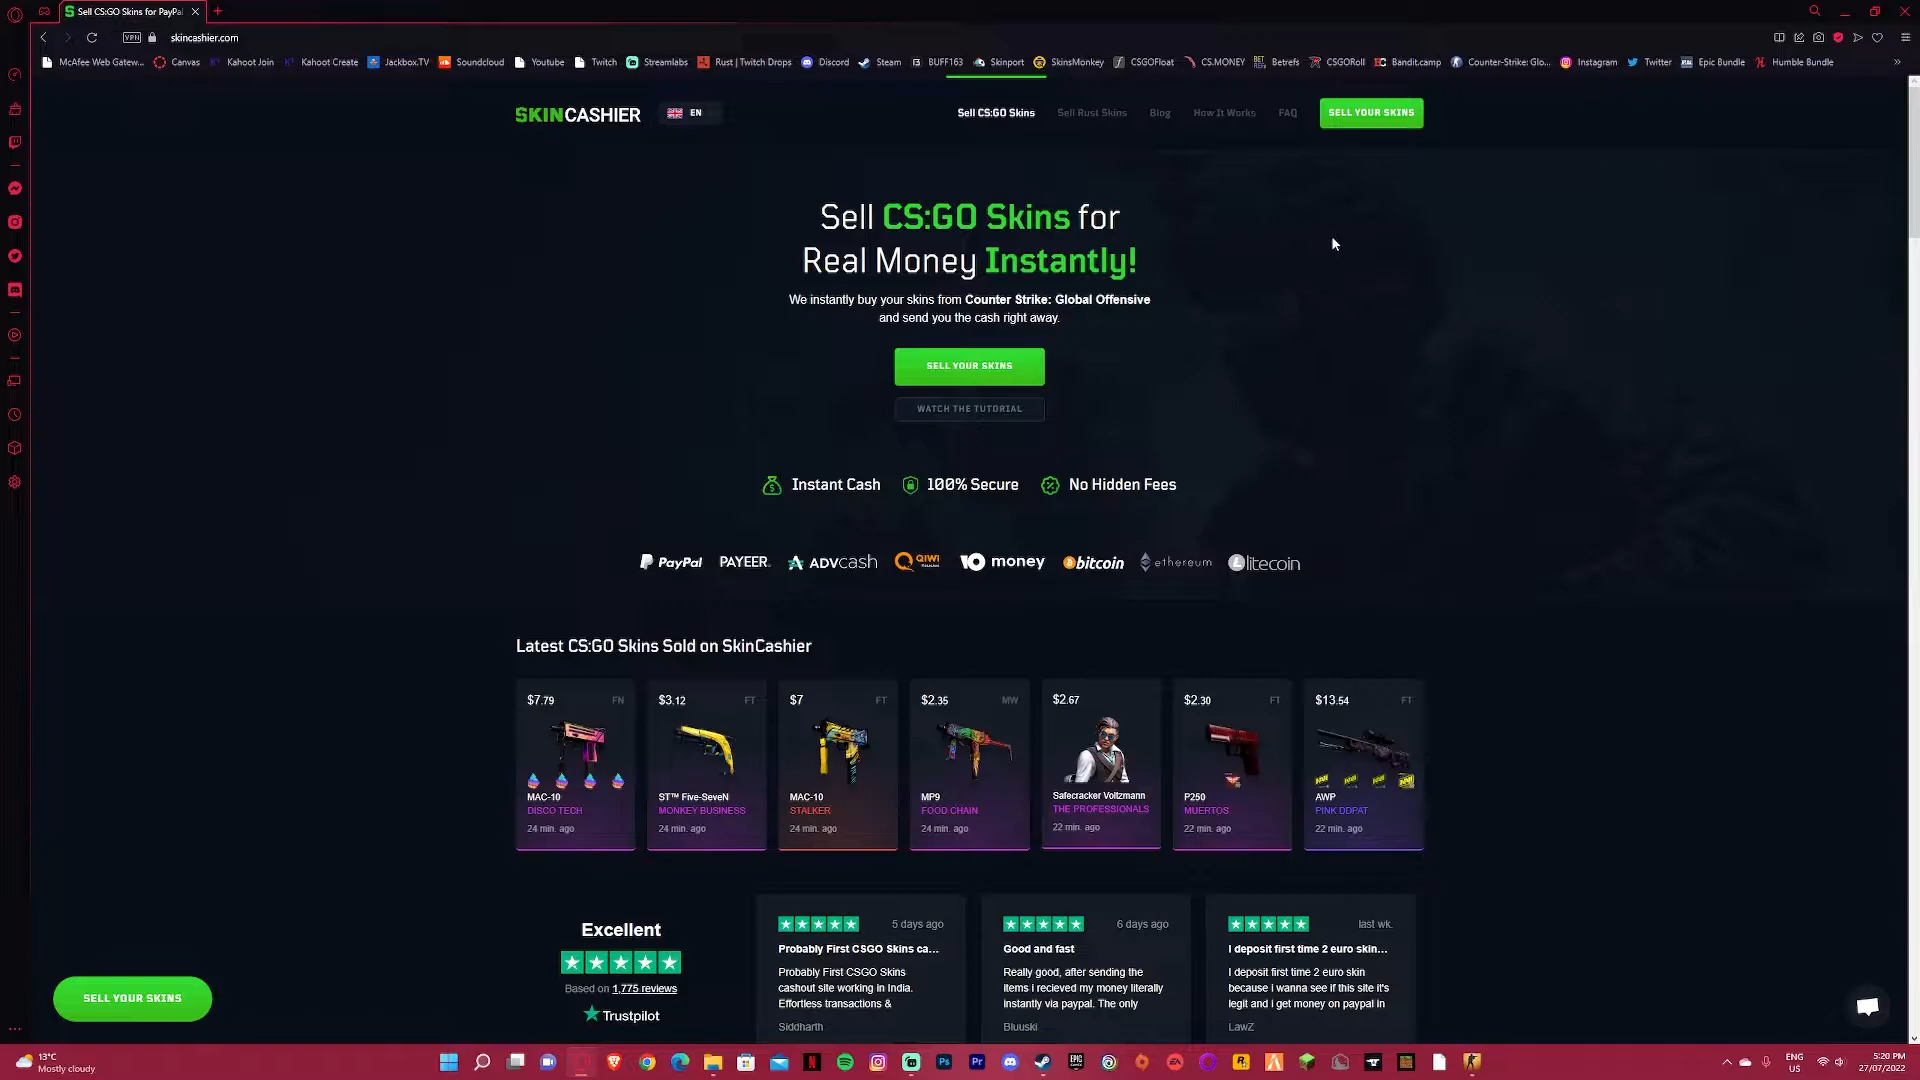 Sell CS:GO Skins for PayPal
VPN
skincashier.com
McAfee Web Gatew...
Canvas
Kahoot Join
Kahoot Create
Jackbox.TV
Soundcloud
Youtube
Twitch
Streamlabs
Rust | Twitch Drops
Discord
Steam
BUFF163
Skinport
SkinsMonkey
CSGOFloat
CS.MONEY
Betrefs
CSGORoll
Bandit.camp
Counter-Strike: Glo...
Instagram
Twitter
Epic Bundle
Humble Bundle
SKINCASHIER
EN
Sell CS:GO Skins
Sell Rust Skins
Blog
How It Works
FAQ
SELL YOUR SKINS
Sell CS:GO Skins for
Real Money Instantly!
We instantly buy your skins from Counter Strike: Global Offensive
and send you the cash right away.
SELL YOUR SKINS
WATCH THE TUTORIAL
Instant Cash
100% Secure
No Hidden Fees
PayPal
PAYEER
ADVcash
QIWI
money
bitcoin
ethereum
litecoin
Latest CS:GO Skins Sold on SkinCashier
$7.79 FN
MAC-10
DISCO TECH
24 min. ago
$3.12 FT
ST™ Five-SeveN
MONKEY BUSINESS
24 min. ago
$7 FT
MAC-10
STALKER
24 min. ago
$2.35 MW
MP9
FOOD CHAIN
24 min. ago
$2.67
Safecracker Voltzmann
THE PROFESSIONALS
22 min. ago
$2.30 FT
P250
MUERTOS
22 min. ago
$13.54 FT
AWP
PINK DDPAT
22 min. ago
Excellent
Based on 1,775 reviews
Trustpilot
5 days ago
Probably First CSGO Skins ca...
Probably First CSGO Skins
cashout site working in India.
Effortless transactions &
Siddharth
6 days ago
Good and fast
Really good, after sending the
items i recieved my money literally
instantly via paypal. The only
Bluuski
last wk.
I deposit first time 2 euro skin...
I deposit first time 2 euro skin
because i wanna see if this site it's
legit and i get money on paypal in
LawZ
SELL YOUR SKINS
13°C
Mostly cloudy
ENG
US
5:20 PM
27/07/2022